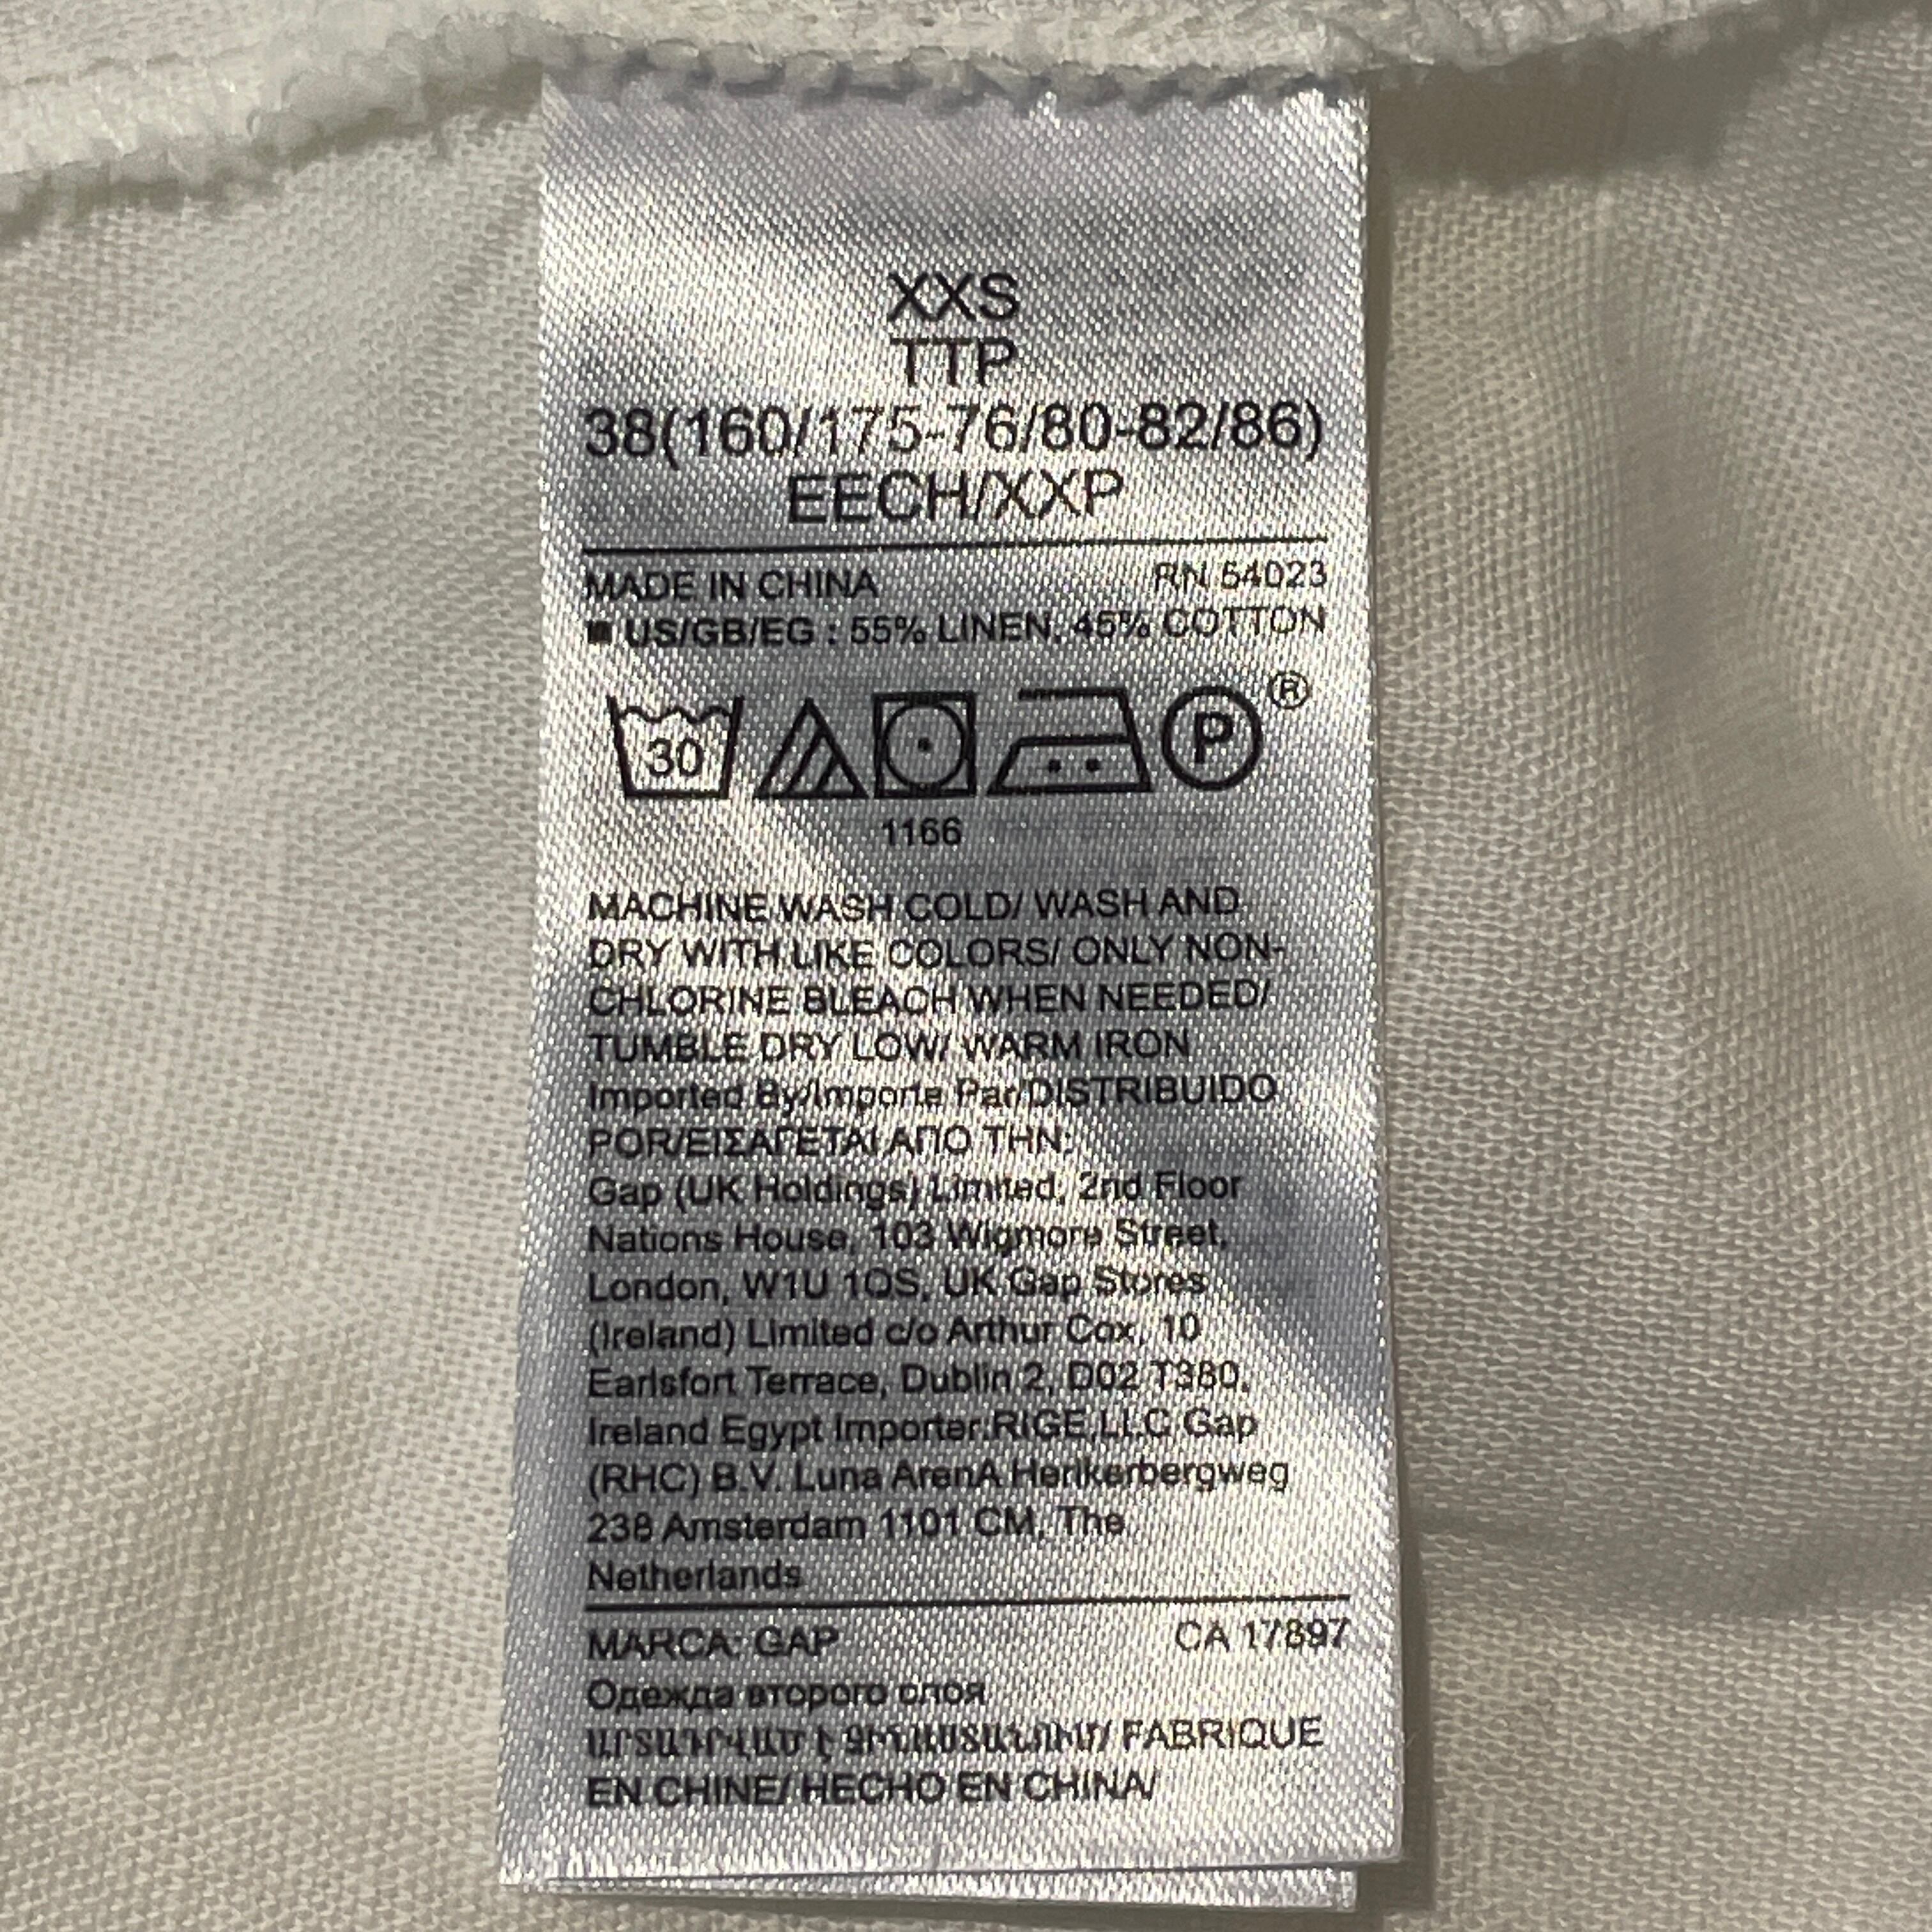 XXS
TTP
38(160/175-76/80-82/86)
EECH/XXP
MADE IN CHINA RN 54023
■ US/GB/EG : 55% LINEN, 45% COTTON
30 P ®
1166
MACHINE WASH COLD/ WASH AND
DRY WITH LIKE COLORS/ ONLY NON-
CHLORINE BLEACH WHEN NEEDED/
TUMBLE DRY LOW/ WARM IRON
Imported By/Importe Par/DISTRIBUIDO
POR/ΕΙΣΑΓΕΤΑΙ ΑΠΟ ΤΗΝ:
Gap (UK Holdings) Limited, 2nd Floor
Nations House, 103 Wigmore Street,
London, W1U 1QS, UK Gap Stores
(Ireland) Limited c/o Arthur Cox, 10
Earlsfort Terrace, Dublin 2, D02 T380,
Ireland Egypt Importer:RIGE,LLC Gap
(RHC) B.V. Luna ArenA Herikerbergweg
238 Amsterdam 1101 CM, The
Netherlands
MARCA: GAP CA 17897
Одежда второго слоя
ԱՐՏԱԴՐՎԱԾ Է ՉԻՆԱՍՏԱՆՈՒՄ/ FABRIQUE
EN CHINE/ HECHO EN CHINA/